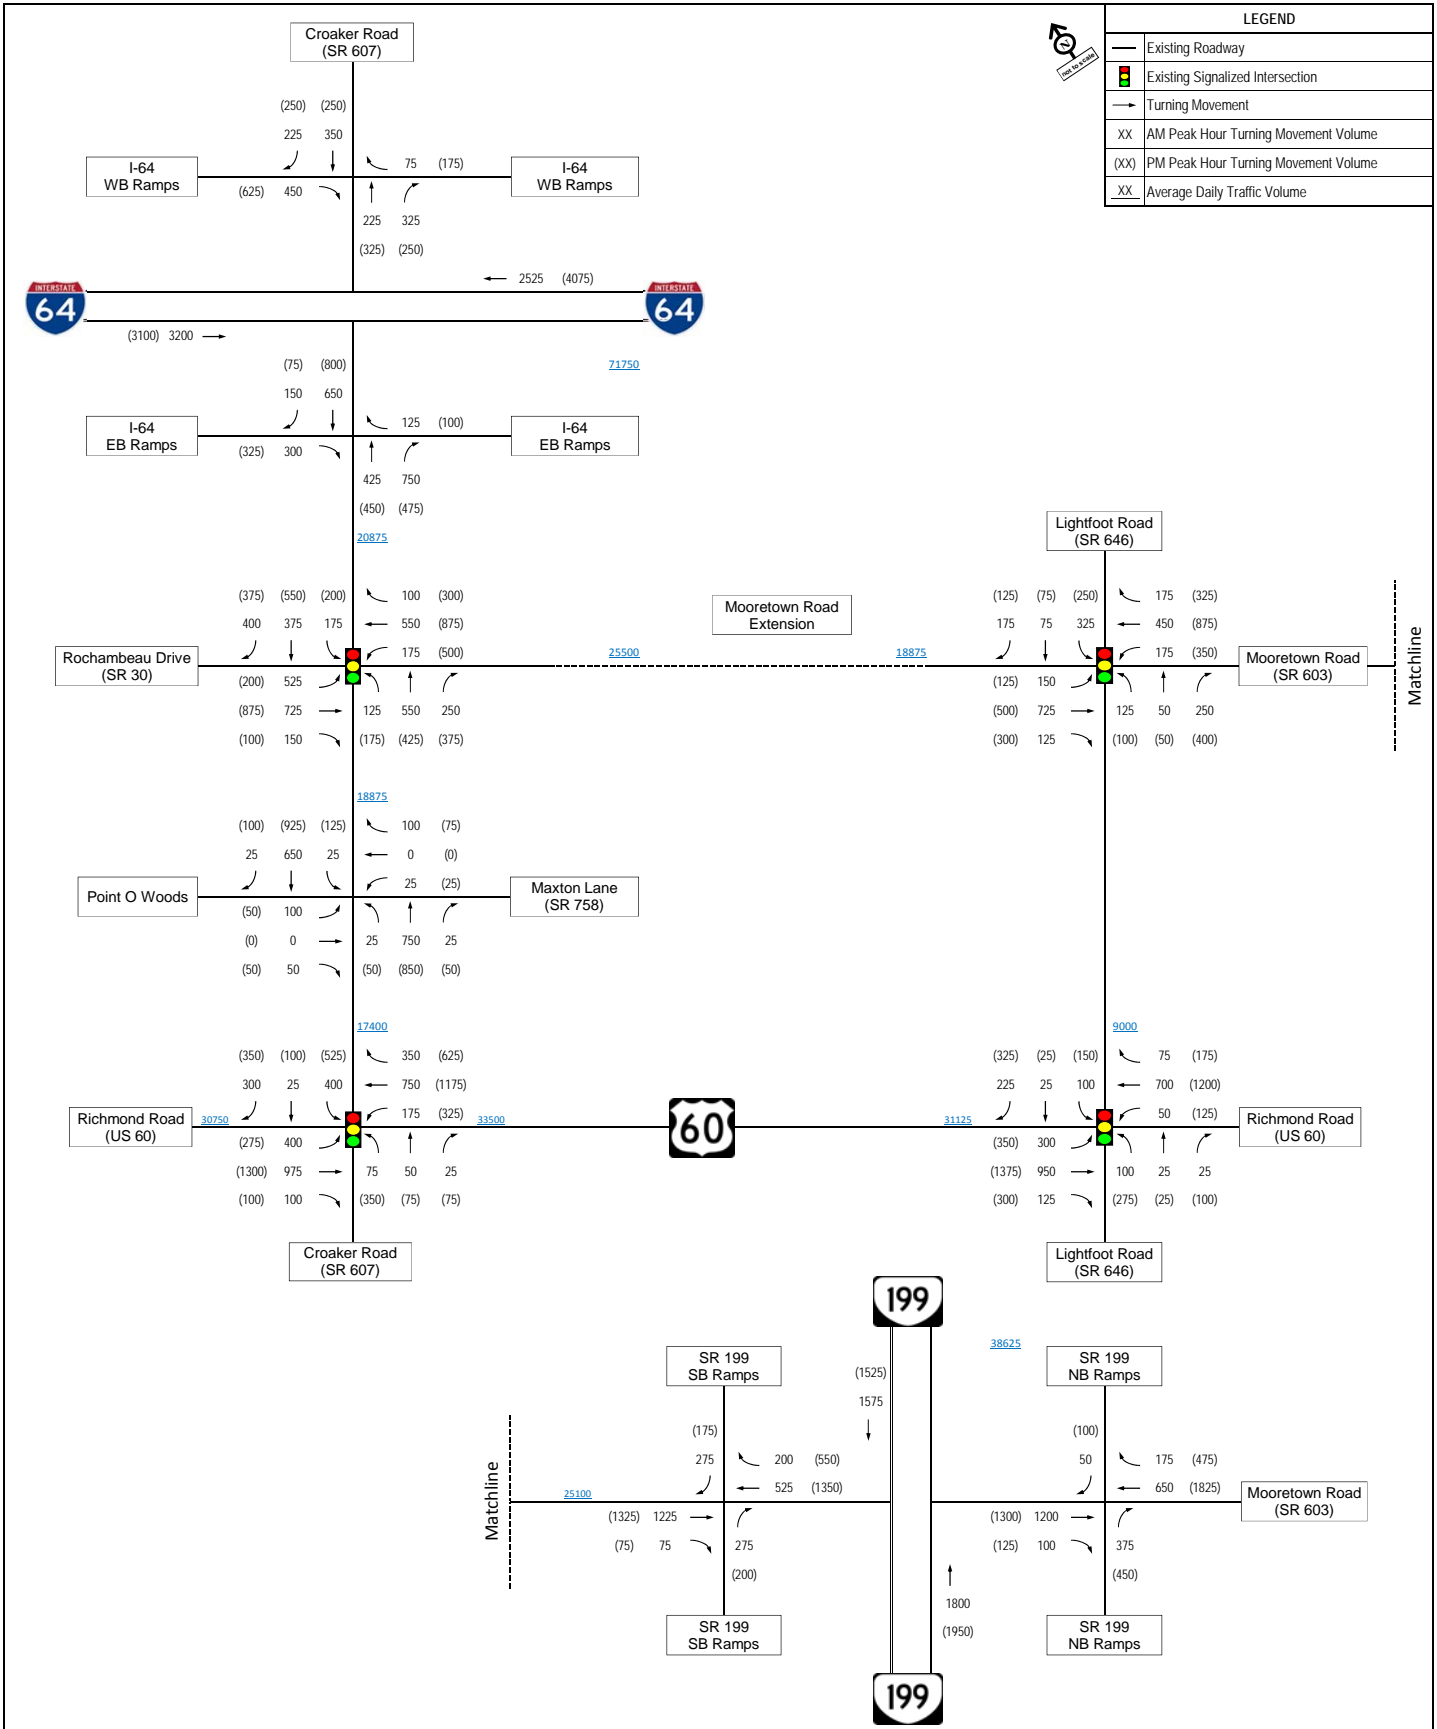 LEGEND
Existing Roadway
Existing Signalized Intersection
Turning Movement
XX AM Peak Hour Turning Movement Volume
(XX) PM Peak Hour Turning Movement Volume
XX Average Daily Traffic Volume
N
not to scale
Croaker Road
(SR 607)
(250) (250)
225 350
I-64
WB Ramps
75 (175)
I-64
WB Ramps
(625) 450
225 325
(325) (250)
2525 (4075)
INTERSTATE
64
INTERSTATE
64
(3100) 3200
71750
(75) (800)
150 650
I-64
EB Ramps
125 (100)
I-64
EB Ramps
(325) 300
425 750
(450) (475)
20875
Lightfoot Road
(SR 646)
(375) (550) (200) 100 (300)
400 375 175 550 (875)
175 (500)
Rochambeau Drive
(SR 30)
Mooretown Road
Extension
25500
18875
(200) 525
(875) 725 125 550 250
(100) 150 (175) (425) (375)
(125) (75) (250) 175 (325)
175 75 325 450 (875)
175 (350)
Mooretown Road
(SR 603)
Matchline
(125) 150
(500) 725 125 50 250
(300) 125 (100) (50) (400)
18875
(100) (925) (125) 100 (75)
25 650 25 0 (0)
25 (25)
Point O Woods
Maxton Lane
(SR 758)
(50) 100
(0) 0 25 750 25
(50) 50 (50) (850) (50)
17400
9000
(350) (100) (525) 350 (625)
300 25 400 750 (1175)
175 (325)
Richmond Road
(US 60)
30750
33500
60
(275) 400
(1300) 975 75 50 25
(100) 100 (350) (75) (75)
(325) (25) (150) 75 (175)
225 25 100 700 (1200)
50 (125)
31125
Richmond Road
(US 60)
(350) 300
(1375) 950 100 25 25
(300) 125 (275) (25) (100)
Croaker Road
(SR 607)
Lightfoot Road
(SR 646)
199
38625
SR 199
SB Ramps
(1525)
1575
SR 199
NB Ramps
(175)
275 200 (550)
525 (1350)
Matchline
25100
(1325) 1225
(75) 75 275
(200)
(100)
50 175 (475)
650 (1825)
Mooretown Road
(SR 603)
(1300) 1200
(125) 100 375
(450)
1800
(1950)
SR 199
SB Ramps
SR 199
NB Ramps
199